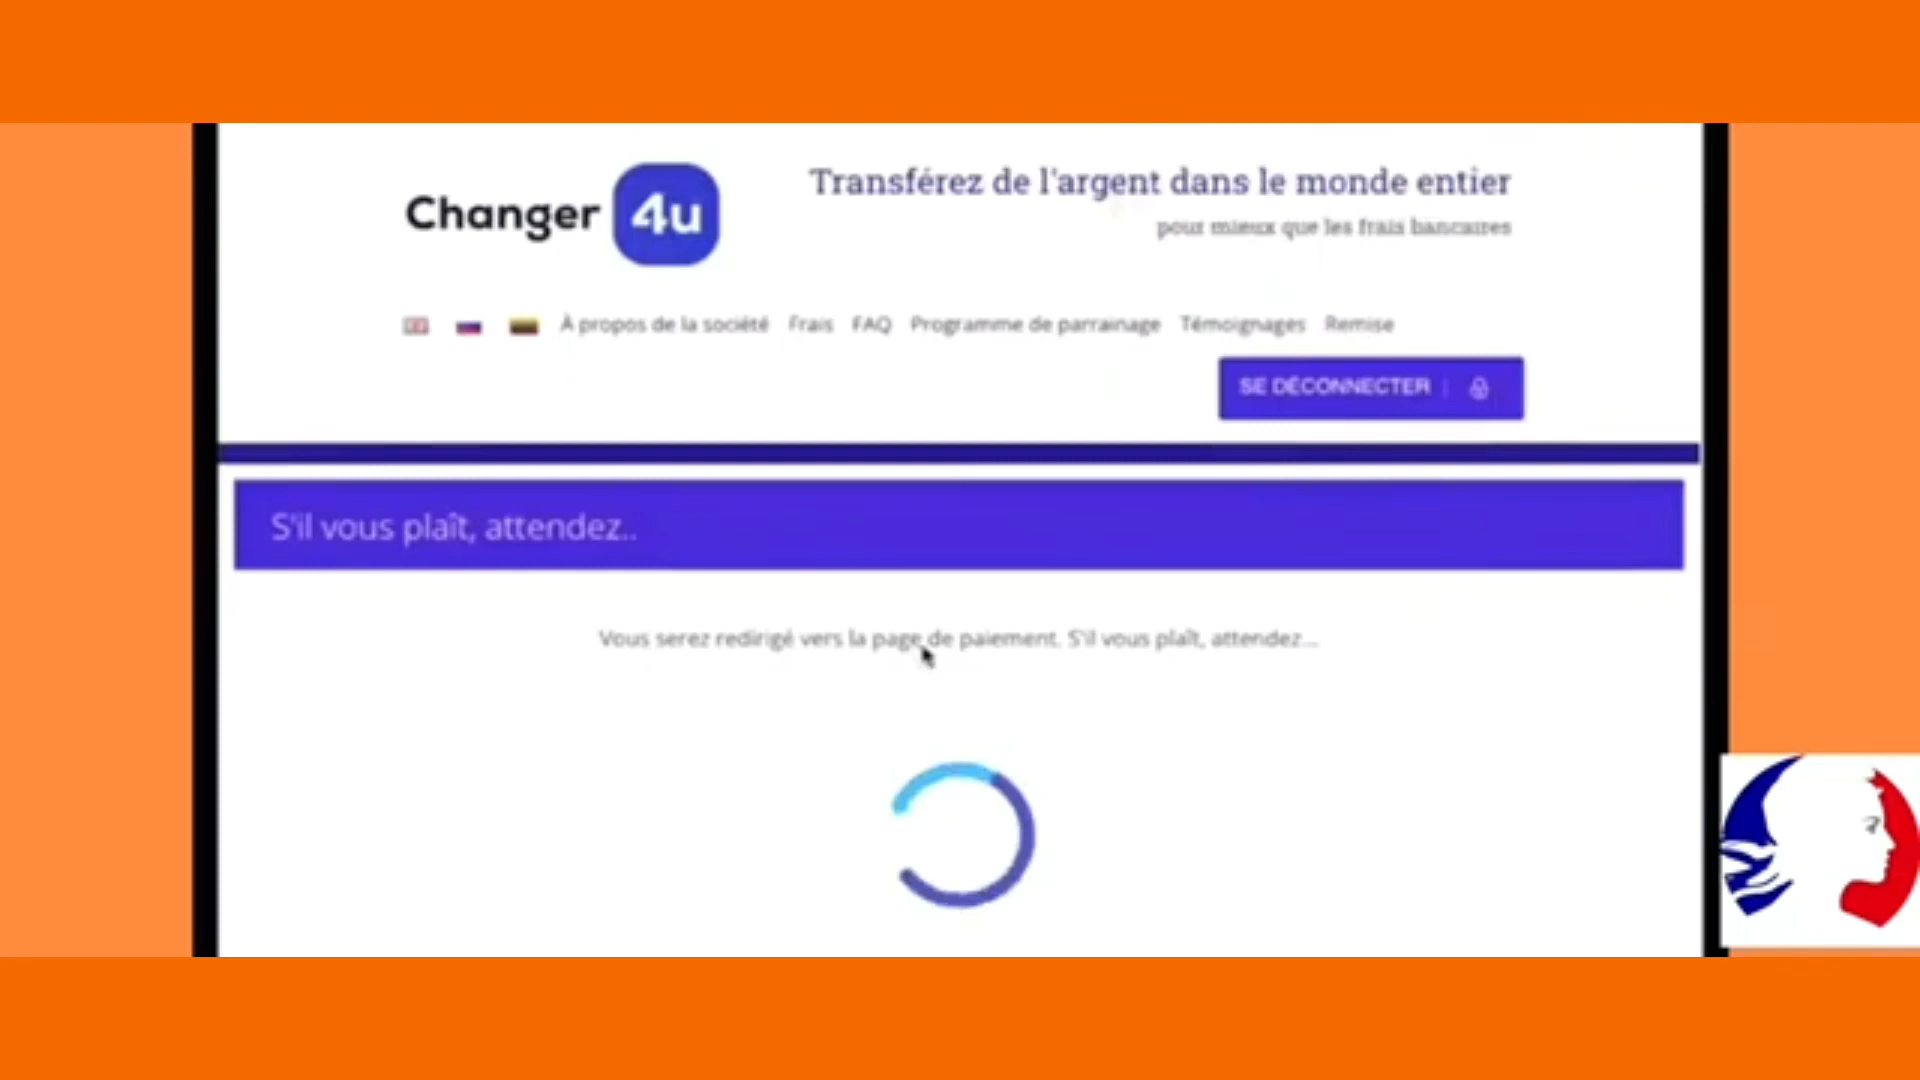 Changer 4u
Transférez de l'argent dans le monde entier
pour mieux que les frais bancaires
À propos de la société Frais FAQ Programme de parrainage Témoignages Remise
SE DÉCONNECTER
S'il vous plaît, attendez..
Vous serez redirigé vers la page de paiement. S'il vous plaît, attendez...